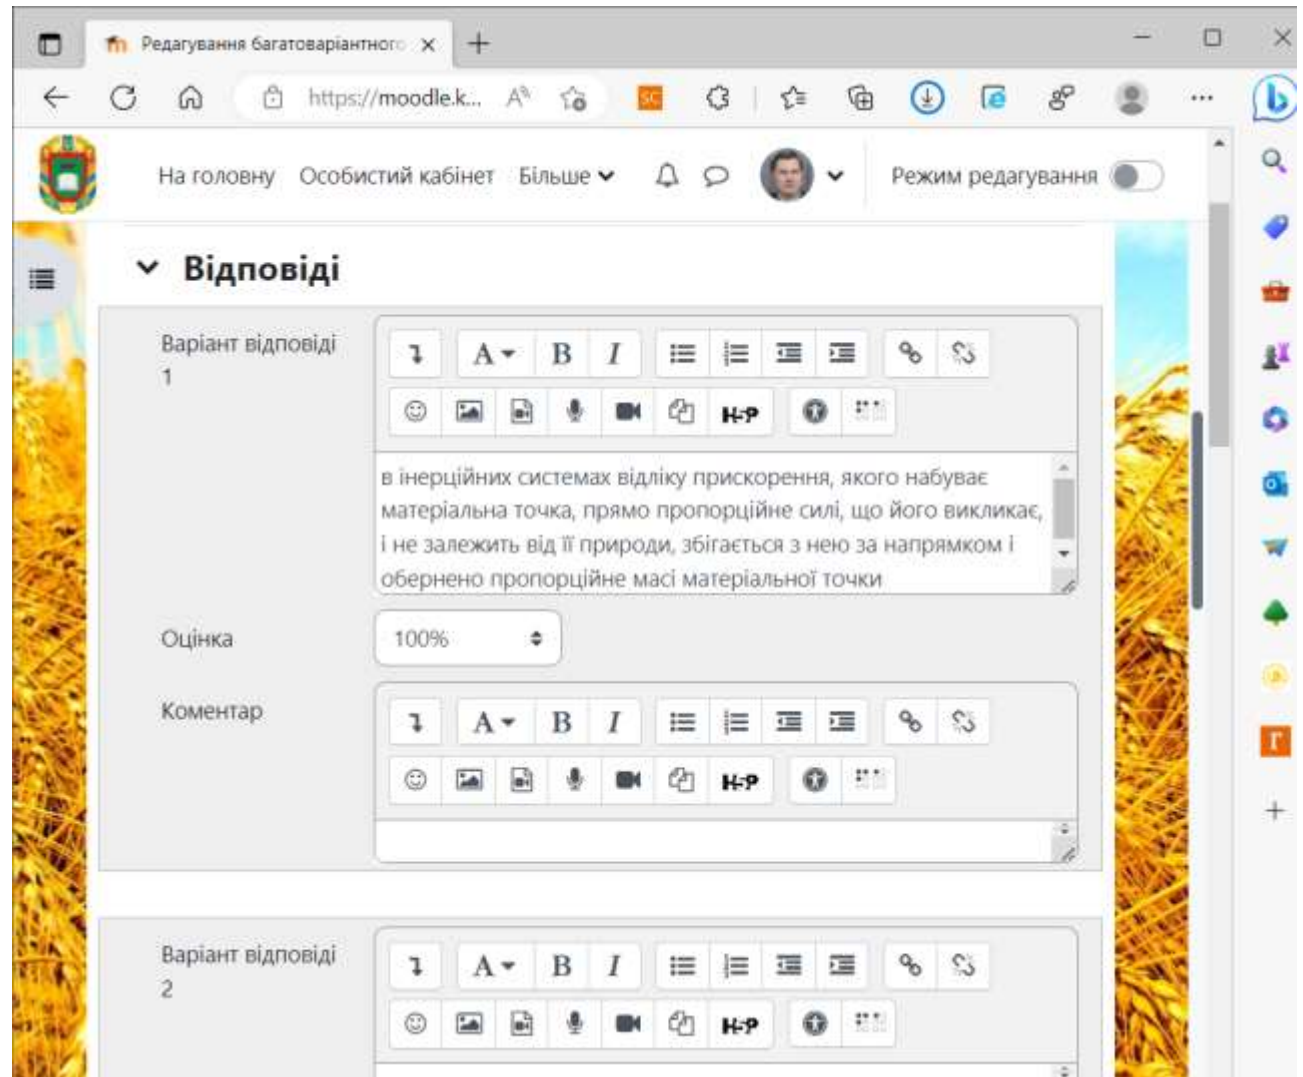 Редагування багатоваріантного
https://moodle.k...
SC
На головну Особистий кабінет Більше
Режим редагування
Відповіді
Варіант відповіді
1
A B I
H-P
в інерційних системах відліку прискорення, якого набуває
матеріальна точка, прямо пропорційне силі, що його викликає,
і не залежить від її природи, збігається з нею за напрямком і
обернено пропорційне масі матеріальної точки
Оцінка
100%
Коментар
A B I
H-P
Варіант відповіді
2
A B I
H-P